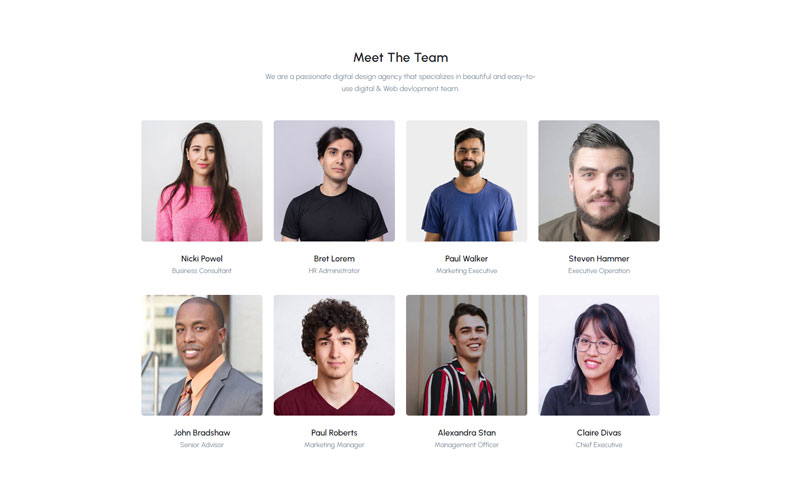 Meet The Team
We are a passionate digital design agency that specializes in beautiful and easy-to-
use digital & Web devlopment team.
Nicki Powel
Business Consultant
Bret Lorem
HR Administrator
Paul Walker
Marketing Executive
Steven Hammer
Executive Operation
John Bradshaw
Senior Advisor
Paul Roberts
Marketing Manager
Alexandra Stan
Management Officer
Claire Divas
Chief Executive